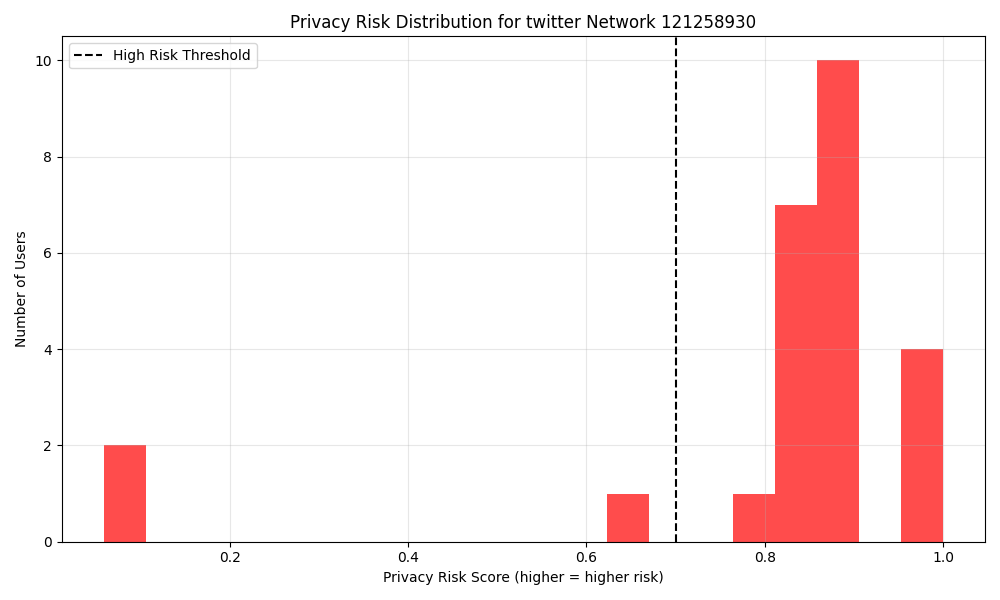 Privacy Risk Distribution for twitter Network 121258930
High Risk Threshold
10
8
6
4
2
0
Number of Users
0.2 0.4 0.6 0.8 1.0
Privacy Risk Score (higher = higher risk)